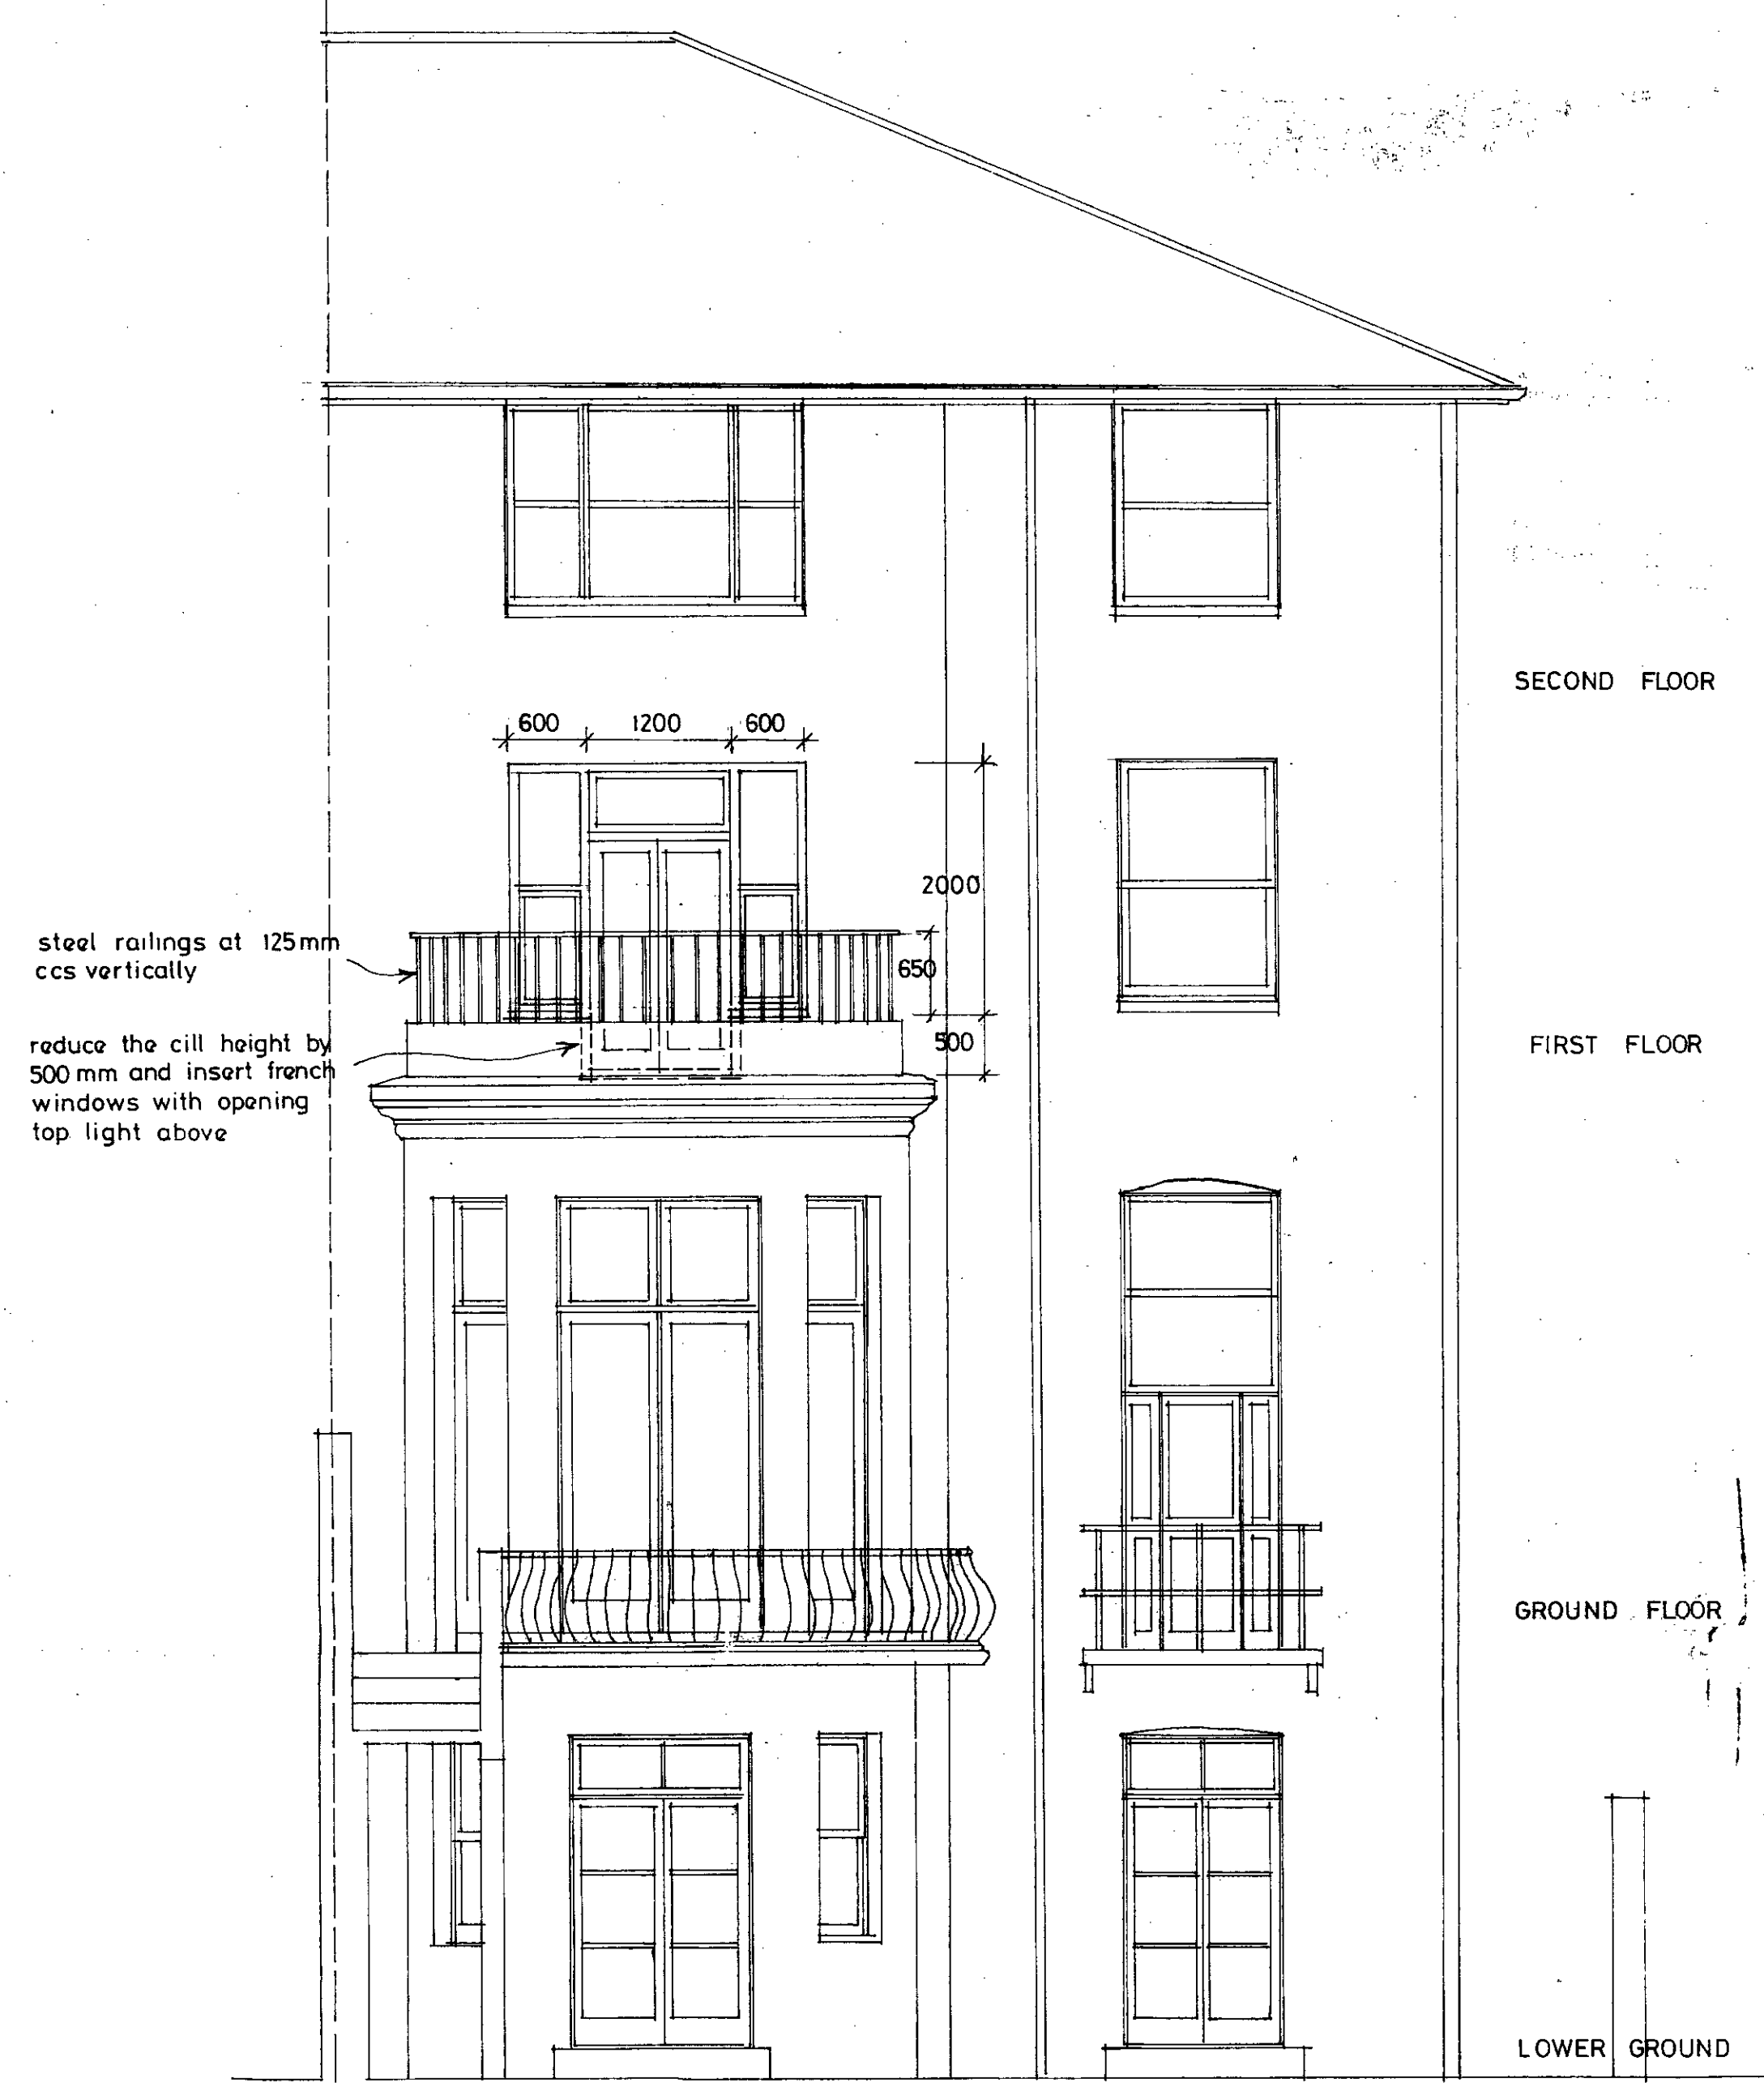 SECOND FLOOR
600 1200 600
2000
steel railings at 125mm
ccs vertically
650
reduce the cill height by
500 mm and insert french
windows with opening
top light above
500
FIRST FLOOR
GROUND FLOOR
LOWER GROUND